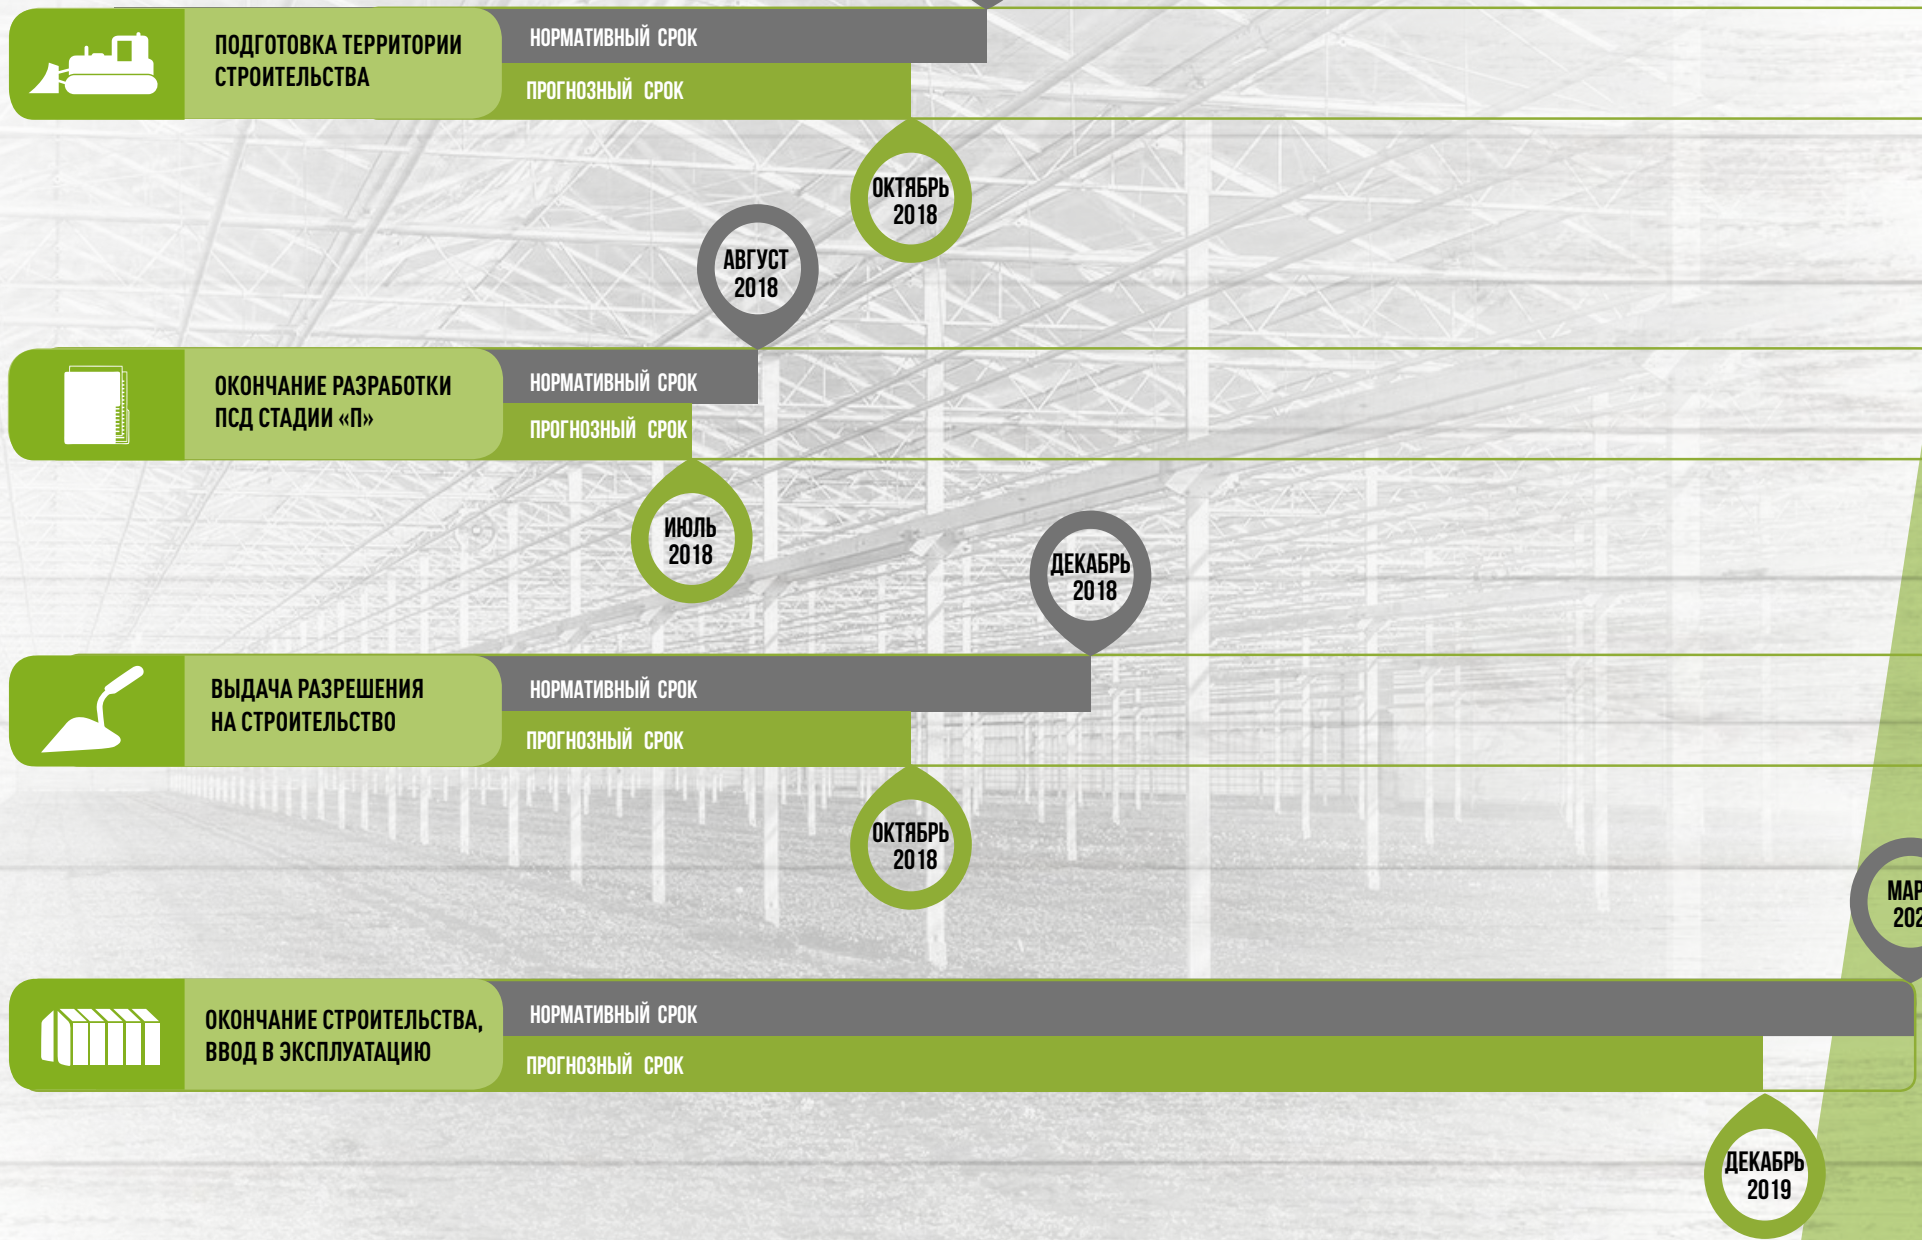 ПОДГОТОВКА ТЕРРИТОРИИ
СТРОИТЕЛЬСТВА
НОРМАТИВНЫЙ СРОК
ПРОГНОЗНЫЙ СРОК
ОКТЯБРЬ
2018
АВГУСТ
2018
ОКОНЧАНИЕ РАЗРАБОТКИ
ПСД СТАДИИ «П»
НОРМАТИВНЫЙ СРОК
ПРОГНОЗНЫЙ СРОК
ИЮЛЬ
2018
ДЕКАБРЬ
2018
ВЫДАЧА РАЗРЕШЕНИЯ
НА СТРОИТЕЛЬСТВО
НОРМАТИВНЫЙ СРОК
ПРОГНОЗНЫЙ СРОК
ОКТЯБРЬ
2018
ОКОНЧАНИЕ СТРОИТЕЛЬСТВА,
ВВОД В ЭКСПЛУАТАЦИЮ
НОРМАТИВНЫЙ СРОК
ПРОГНОЗНЫЙ СРОК
ДЕКАБРЬ
2019